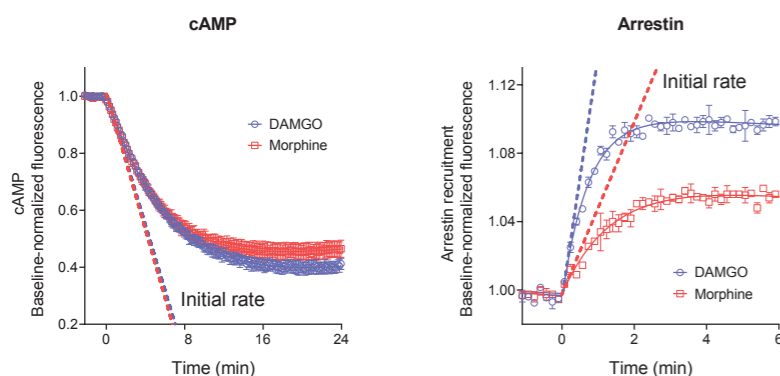 cAMP
cAMP
Baseline-normalized fluorescence
1.0
0.8
0.6
0.4
0.2
DAMGO
Morphine
Initial rate
0
8
16
24
Time (min)
Arrestin
Arrestin recruitment
Baseline-normalized fluorescence
1.12
1.08
1.04
1.00
Initial rate
DAMGO
Morphine
0
2
4
6
Time (min)